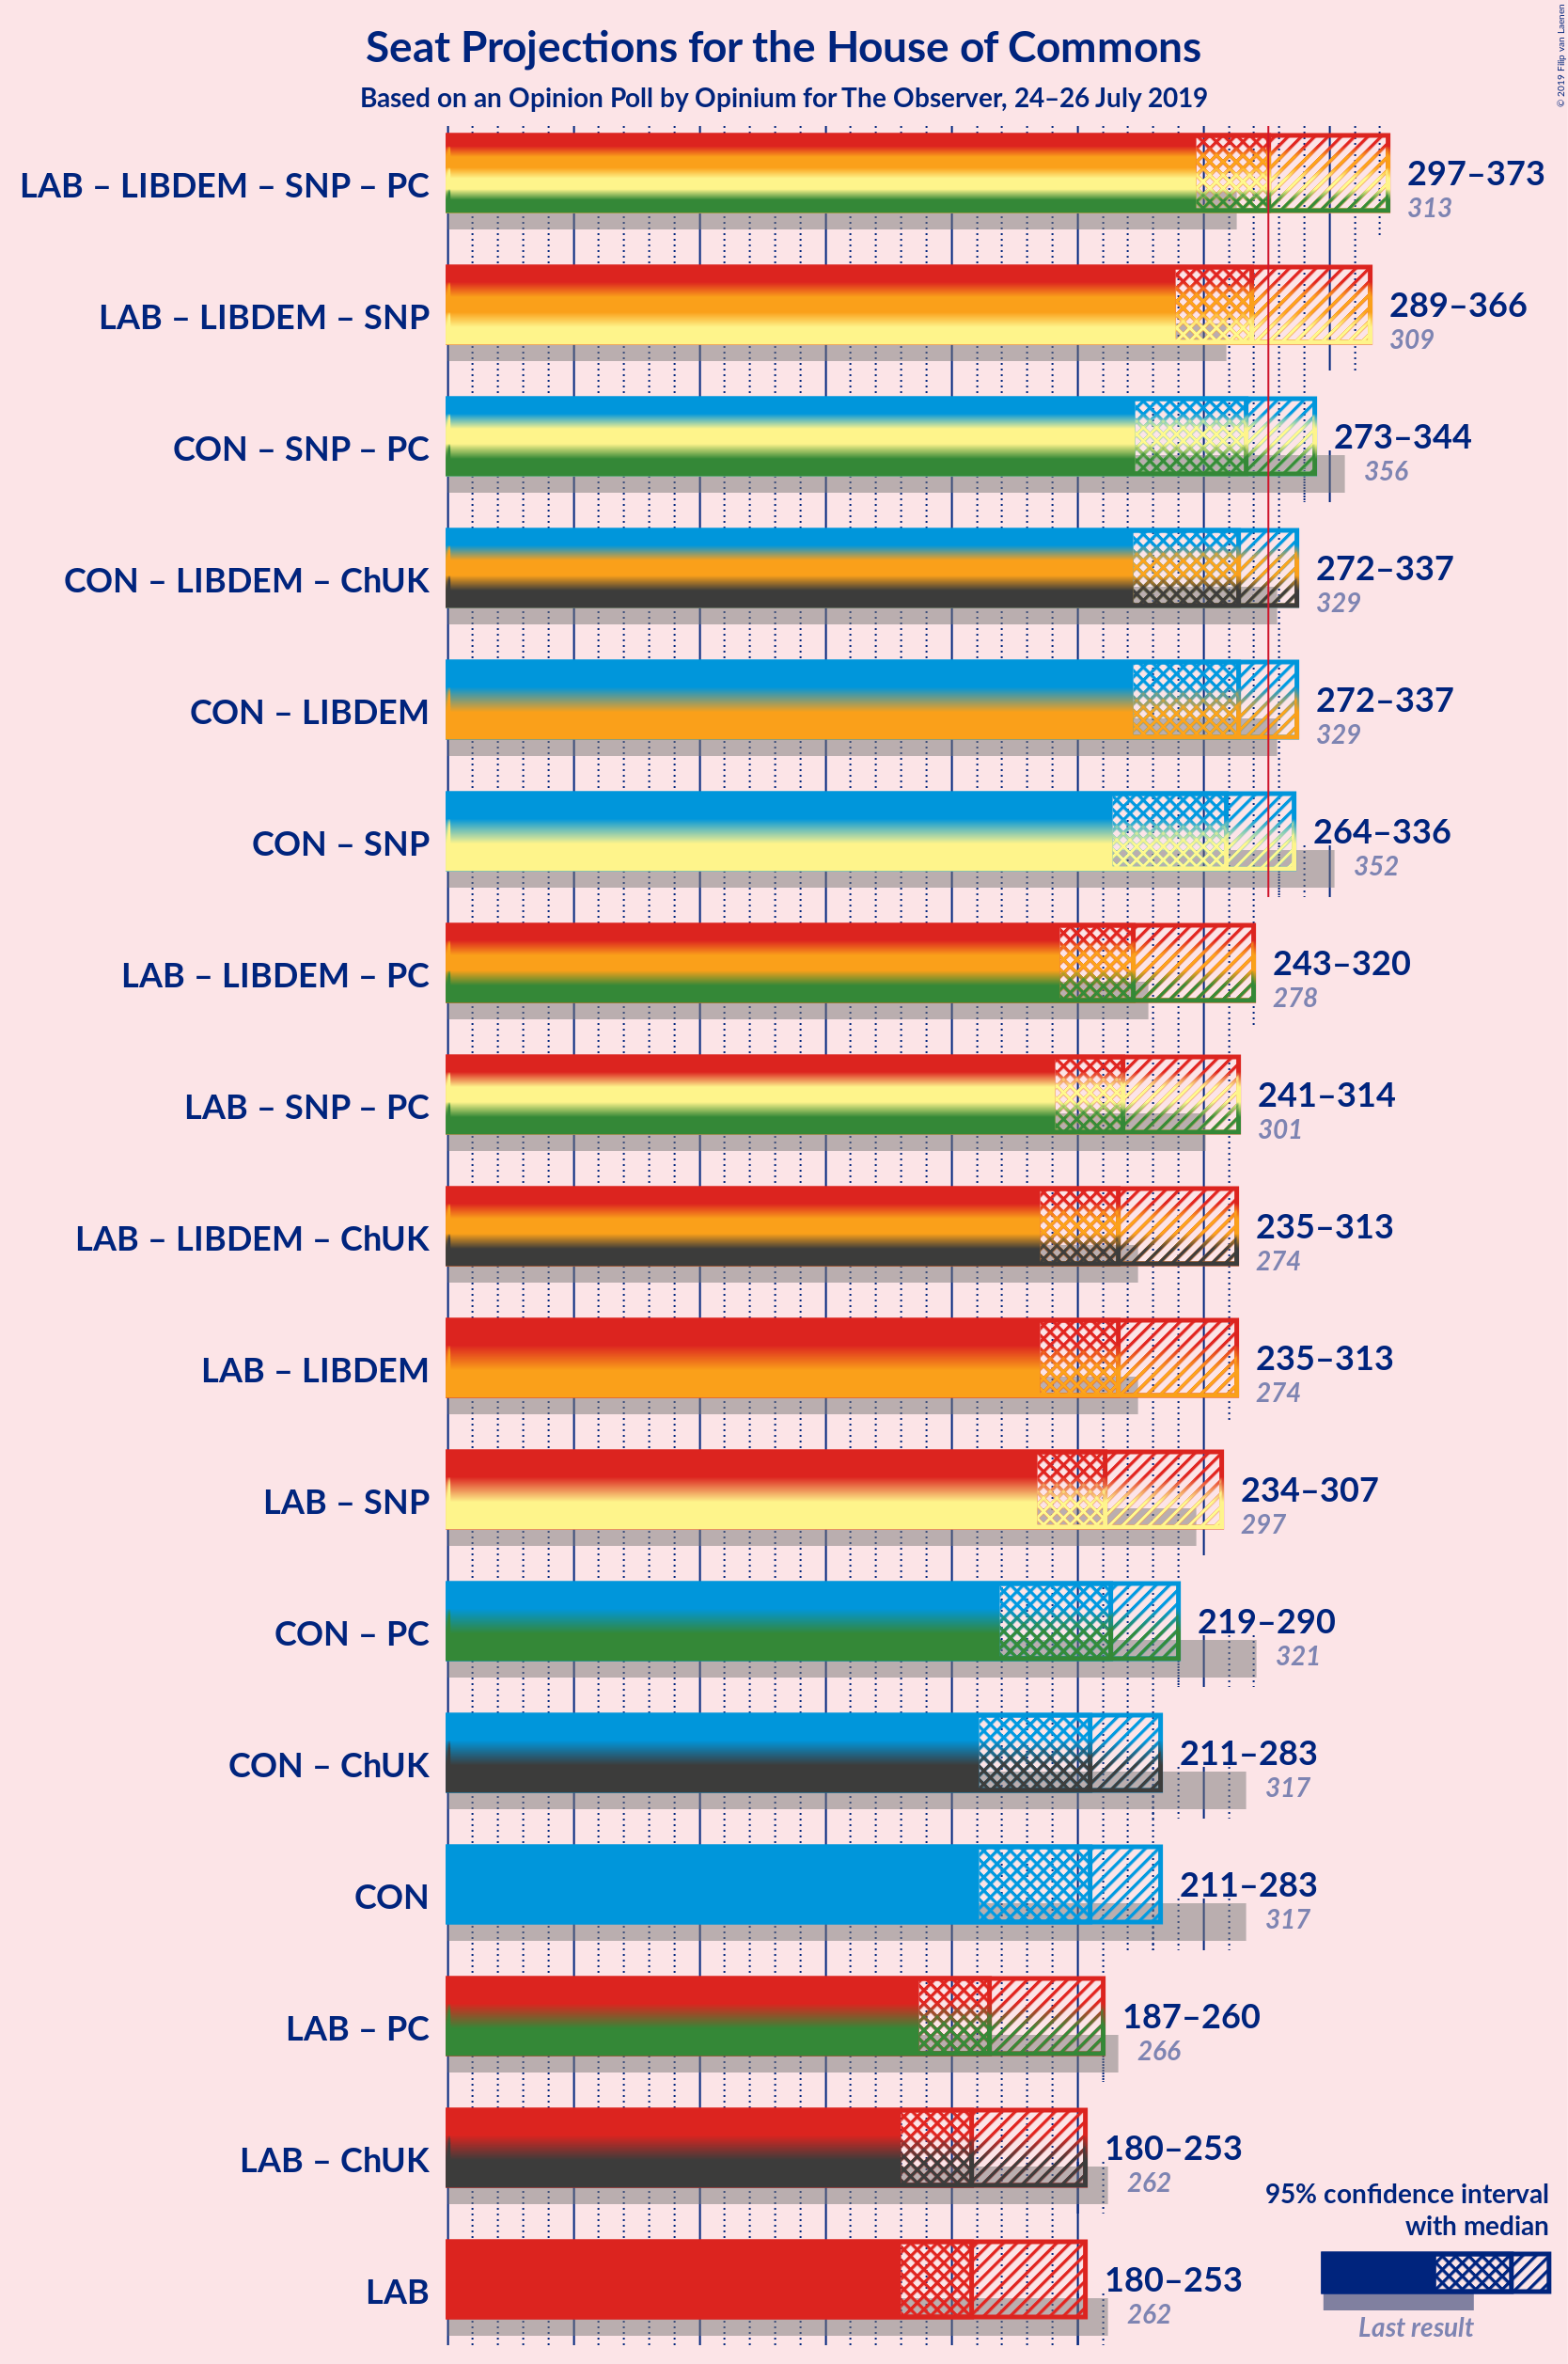 © 2019 Filip van Laenen
Seat Projections for the House of Commons
Based on an Opinion Poll by Opinium for The Observer, 24–26 July 2019
LAB – LIBDEM – SNP – PC
297–373
313
LAB – LIBDEM – SNP
289–366
309
CON – SNP – PC
273–344
356
CON – LIBDEM – ChUK
272–337
329
CON – LIBDEM
272–337
329
CON – SNP
264–336
352
LAB – LIBDEM – PC
243–320
278
LAB – SNP – PC
241–314
301
LAB – LIBDEM – ChUK
235–313
274
LAB – LIBDEM
235–313
274
LAB – SNP
234–307
297
CON – PC
219–290
321
CON – ChUK
211–283
317
CON
211–283
317
LAB – PC
187–260
266
LAB – ChUK
180–253
262
LAB
180–253
262
95% confidence interval
with median
Last result